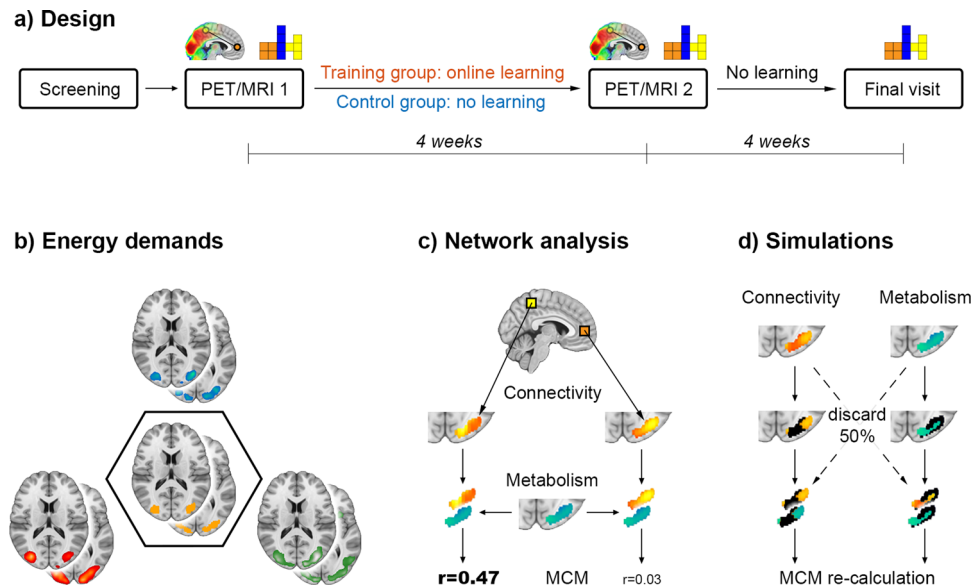 a) Design
Screening
PET/MRI 1
Training group: online learning
Control group: no learning
PET/MRI 2
No learning
Final visit
4 weeks
4 weeks
b) Energy demands
c) Network analysis
Connectivity
Metabolism
r=0.47
MCM
r=0.03
d) Simulations
Connectivity
Metabolism
discard
50%
MCM re-calculation